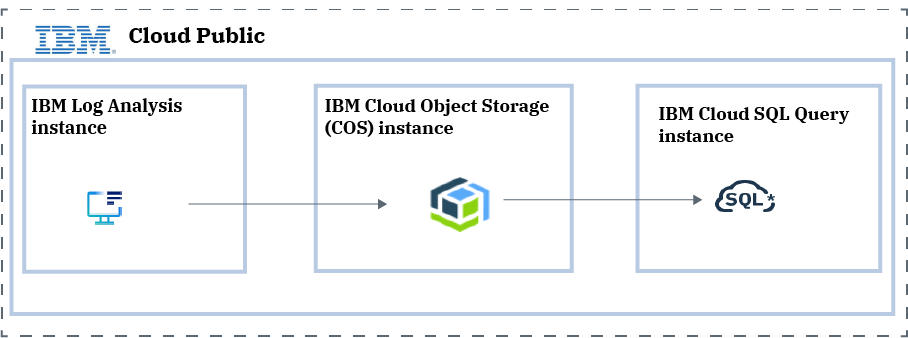 IBM® Cloud Public
IBM Log Analysis
instance
IBM Cloud Object Storage
(COS) instance
IBM Cloud SQL Query
instance
SQL*